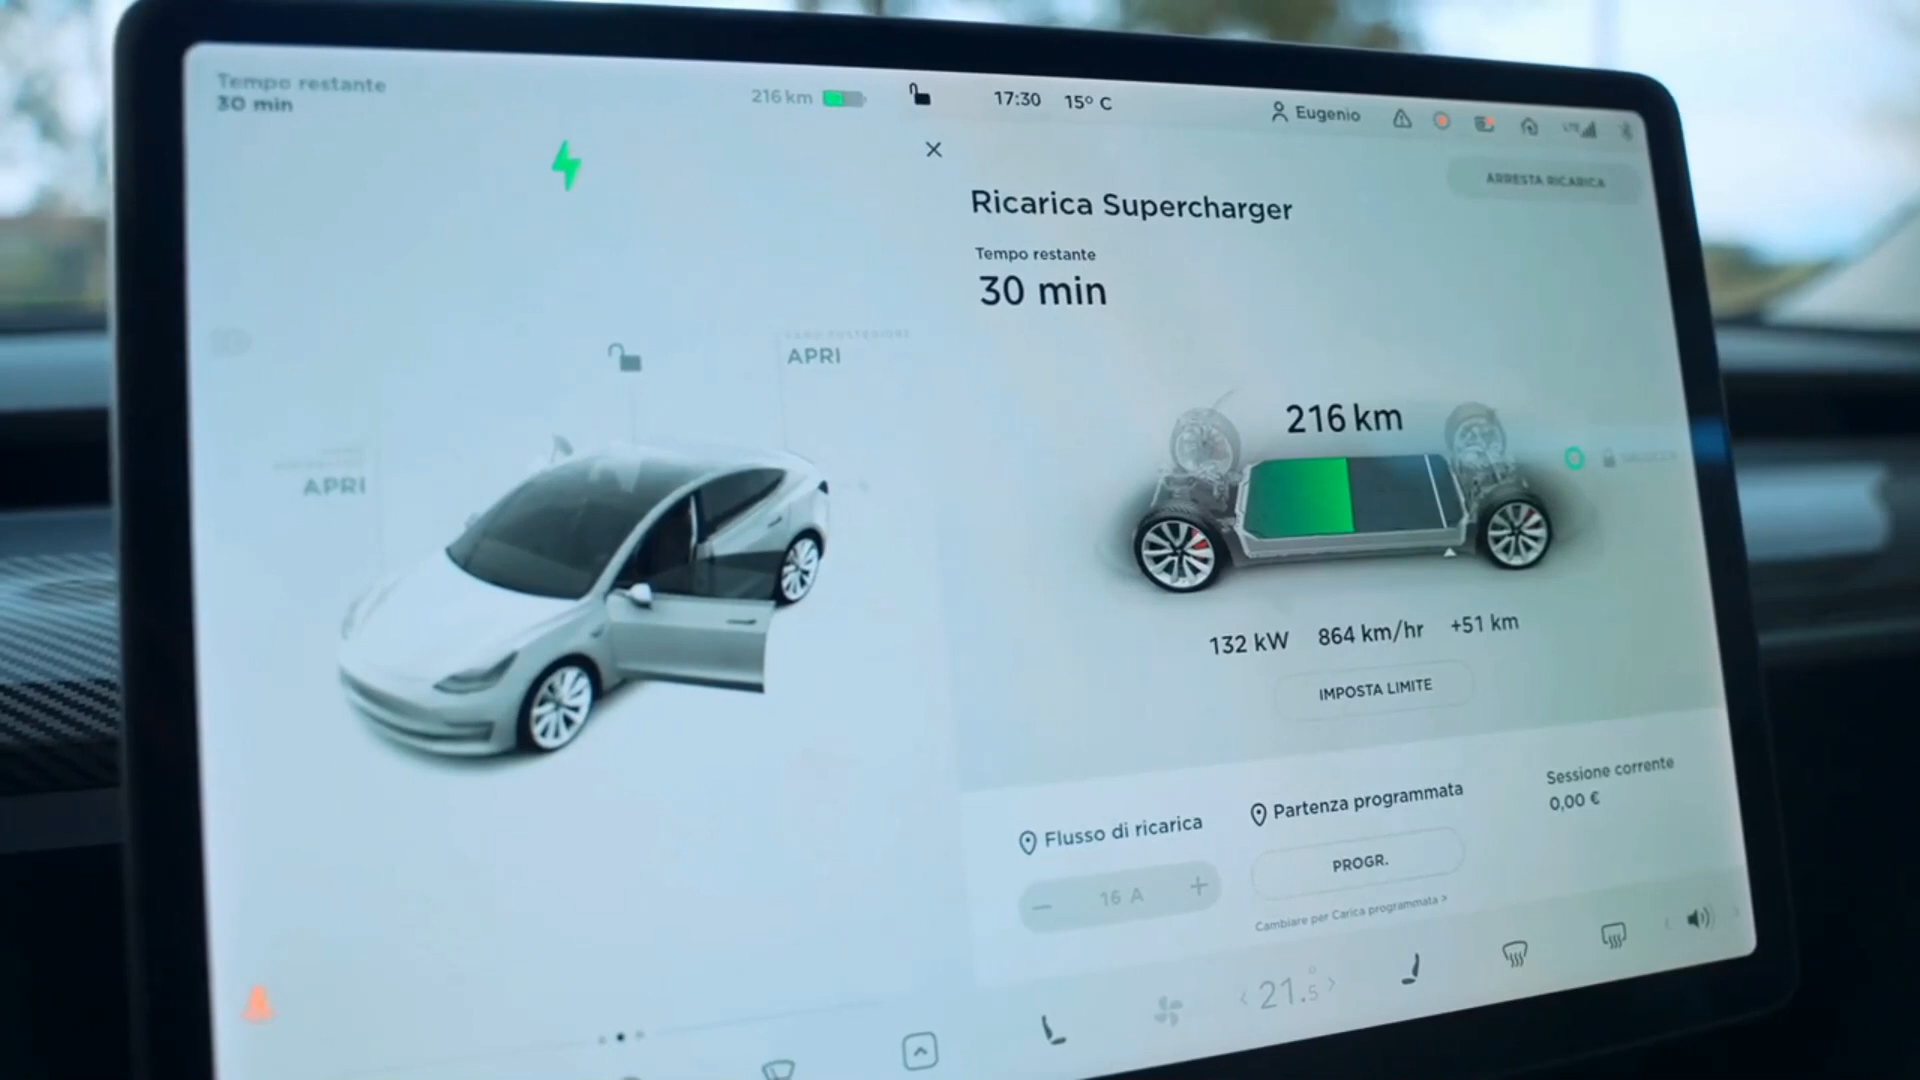 Tempo restante
30 min
216 km
17:30
15° C
Eugenio
LTE
ARRESTA RICARICA
Ricarica Supercharger
Tempo restante
30 min
APRI
APRI
216 km
132 kW 864 km/hr +51 km
IMPOSTA LIMITE
Flusso di ricarica
16 A
Partenza programmata
PROGR.
Cambiare per Carica programmata >
Sessione corrente
0,00 €
21.5°